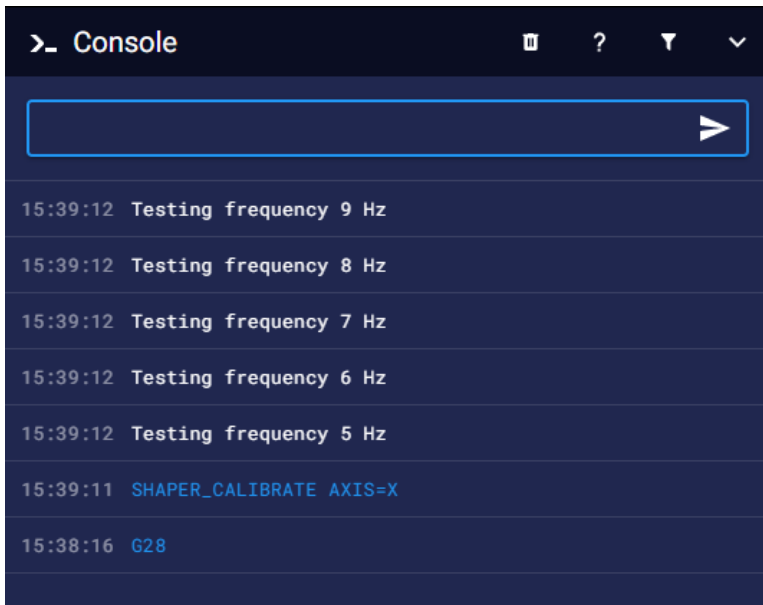 Console
?
15:39:12 Testing frequency 9 Hz
15:39:12 Testing frequency 8 Hz
15:39:12 Testing frequency 7 Hz
15:39:12 Testing frequency 6 Hz
15:39:12 Testing frequency 5 Hz
15:39:11 SHAPER_CALIBRATE AXIS=X
15:38:16 G28